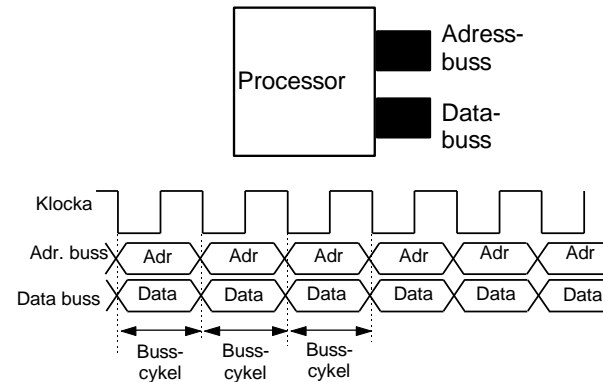 Processor
Adress-
buss
Data-
buss
Klocka
Adr. buss
Adr Adr Adr Adr Adr Adr
Data buss
Data Data Data Data Data Data
Buss-
cykel
Buss-
cykel
Buss-
cykel